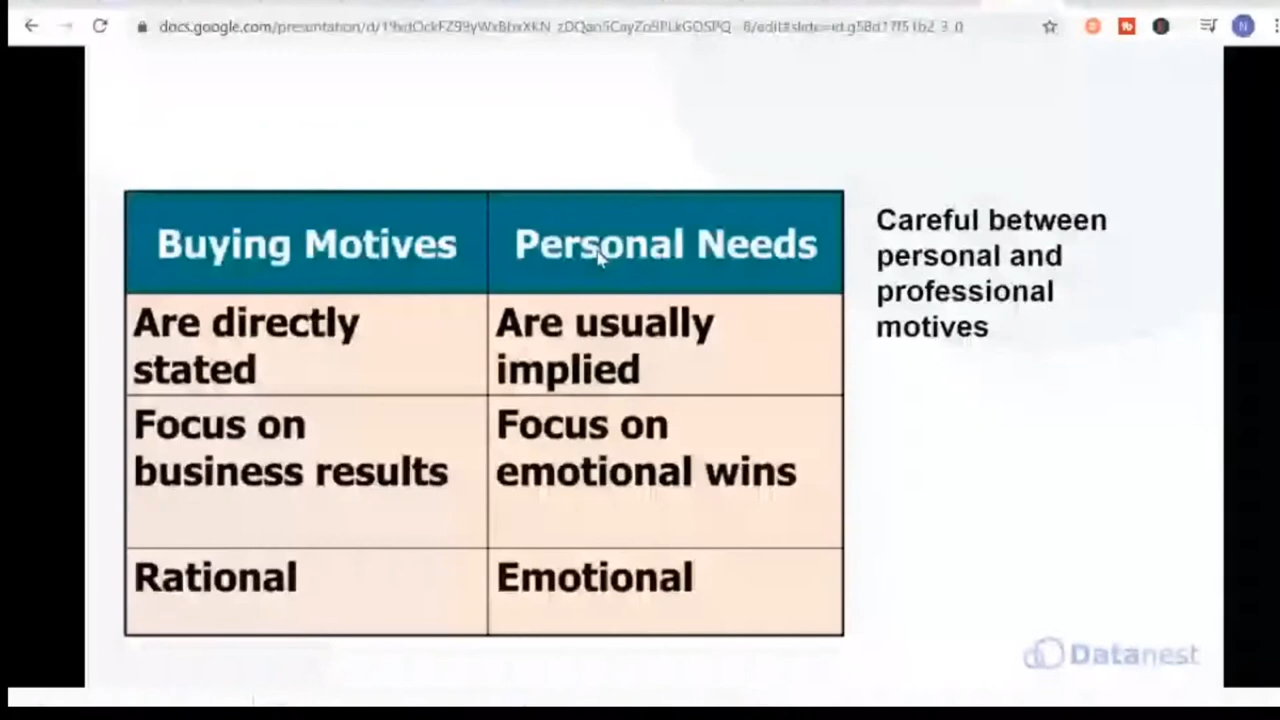 Buying Motives
Personal Needs
Are directly
stated
Are usually
implied
Focus on
business results
Focus on
emotional wins
Rational
Emotional
Careful between
personal and
professional
motives
Datanest